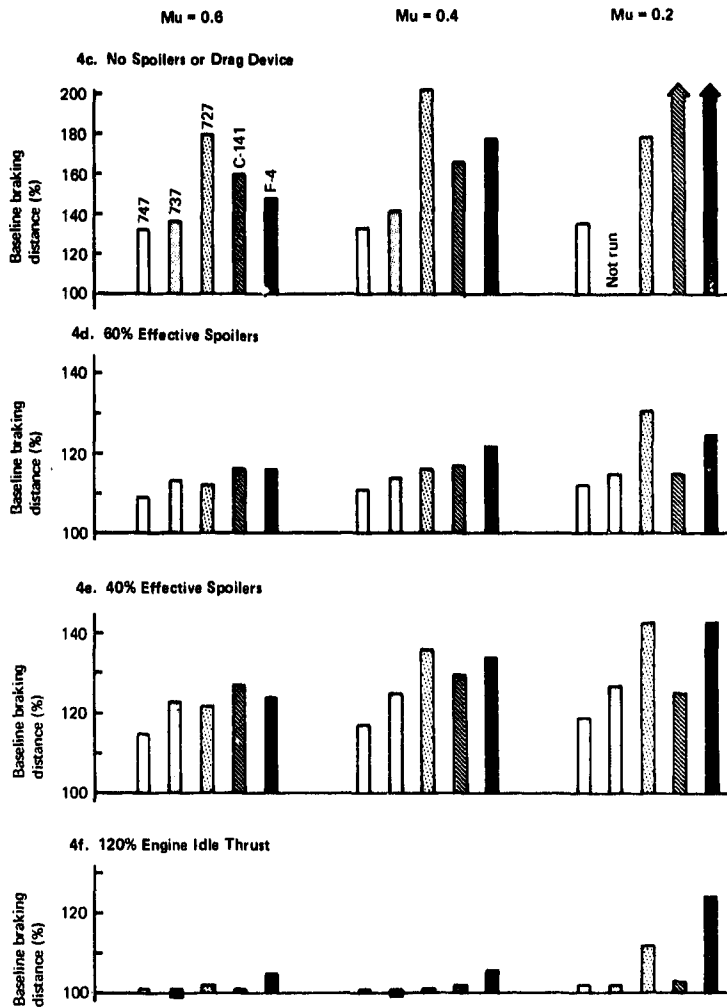 Mu = 0.6 Mu = 0.4 Mu = 0.2
4c. No Spoilers or Drag Device
Baseline braking
distance (%)
200
180
160
140
120
100
747
737
727
C-141
F-4
Not run
4d. 60% Effective Spoilers
Baseline braking
distance (%)
140
120
100
4e. 40% Effective Spoilers
Baseline braking
distance (%)
140
120
100
4f. 120% Engine Idle Thrust
Baseline braking
distance (%)
120
100